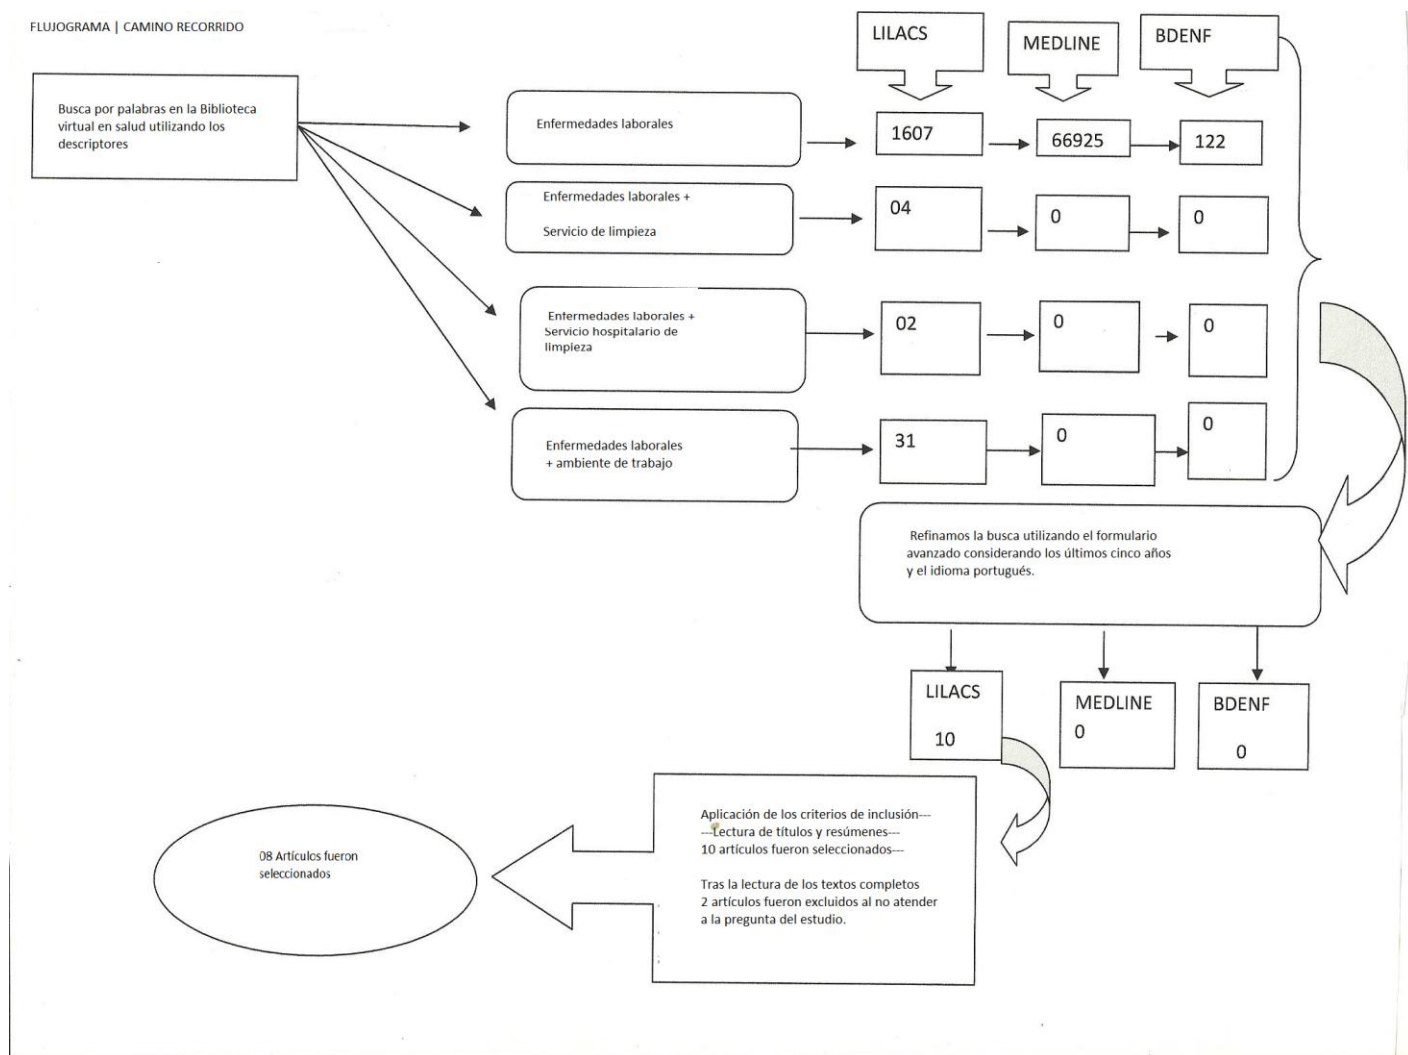 FLUJOGRAMA | CAMINO RECORRIDO
LILACS
MEDLINE
BDENF
Busca por palabras en la Biblioteca
virtual en salud utilizando los
descriptores
Enfermedades laborales
1607
66925
122
Enfermedades laborales +
Servicio de limpieza
04
0
0
Enfermedades laborales +
Servicio hospitalario de
limpieza
02
0
0
Enfermedades laborales
+ ambiente de trabajo
31
0
0
Refinamos la busca utilizando el formulario
avanzado considerando los últimos cinco años
y el idioma portugués.
LILACS
10
MEDLINE
0
BDENF
0
Aplicación de los criterios de inclusión---
---Lectura de títulos y resúmenes---
10 artículos fueron seleccionados---
Tras la lectura de los textos completos
2 artículos fueron excluidos al no atender
a la pregunta del estudio.
08 Artículos fueron
seleccionados